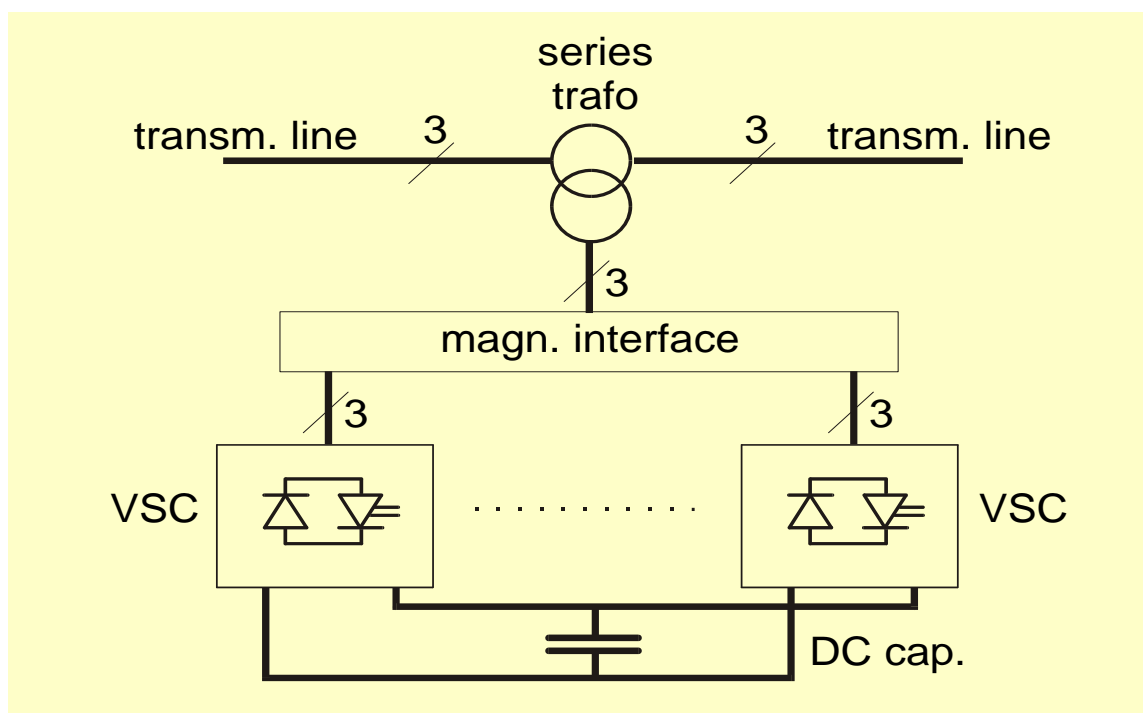 series
trafo
transm. line
3
3
transm. line
3
magn. interface
3
3
VSC
VSC
DC cap.